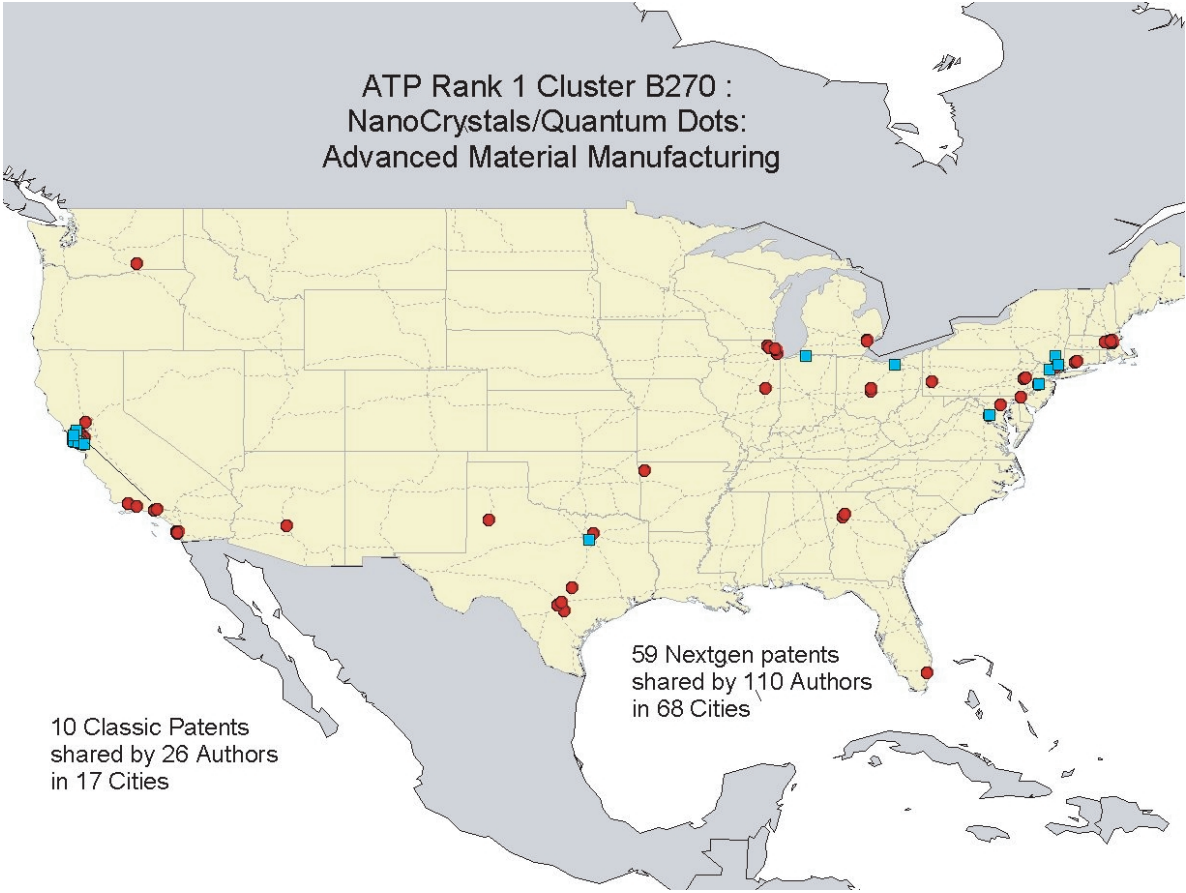 ATP Rank 1 Cluster B270 :
NanoCrystals/Quantum Dots:
Advanced Material Manufacturing
59 Nextgen patents
shared by 110 Authors
in 68 Cities
10 Classic Patents
shared by 26 Authors
in 17 Cities